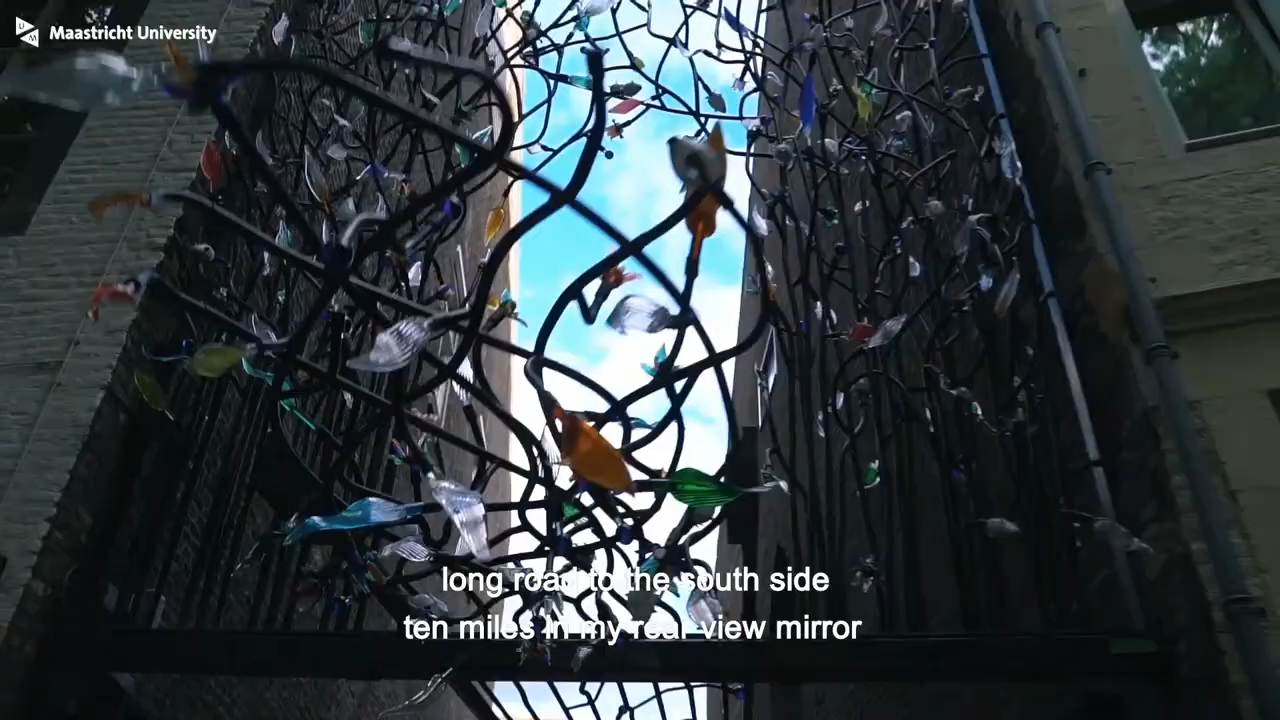 Maastricht University
long road to the south side
ten miles in my rear view mirror